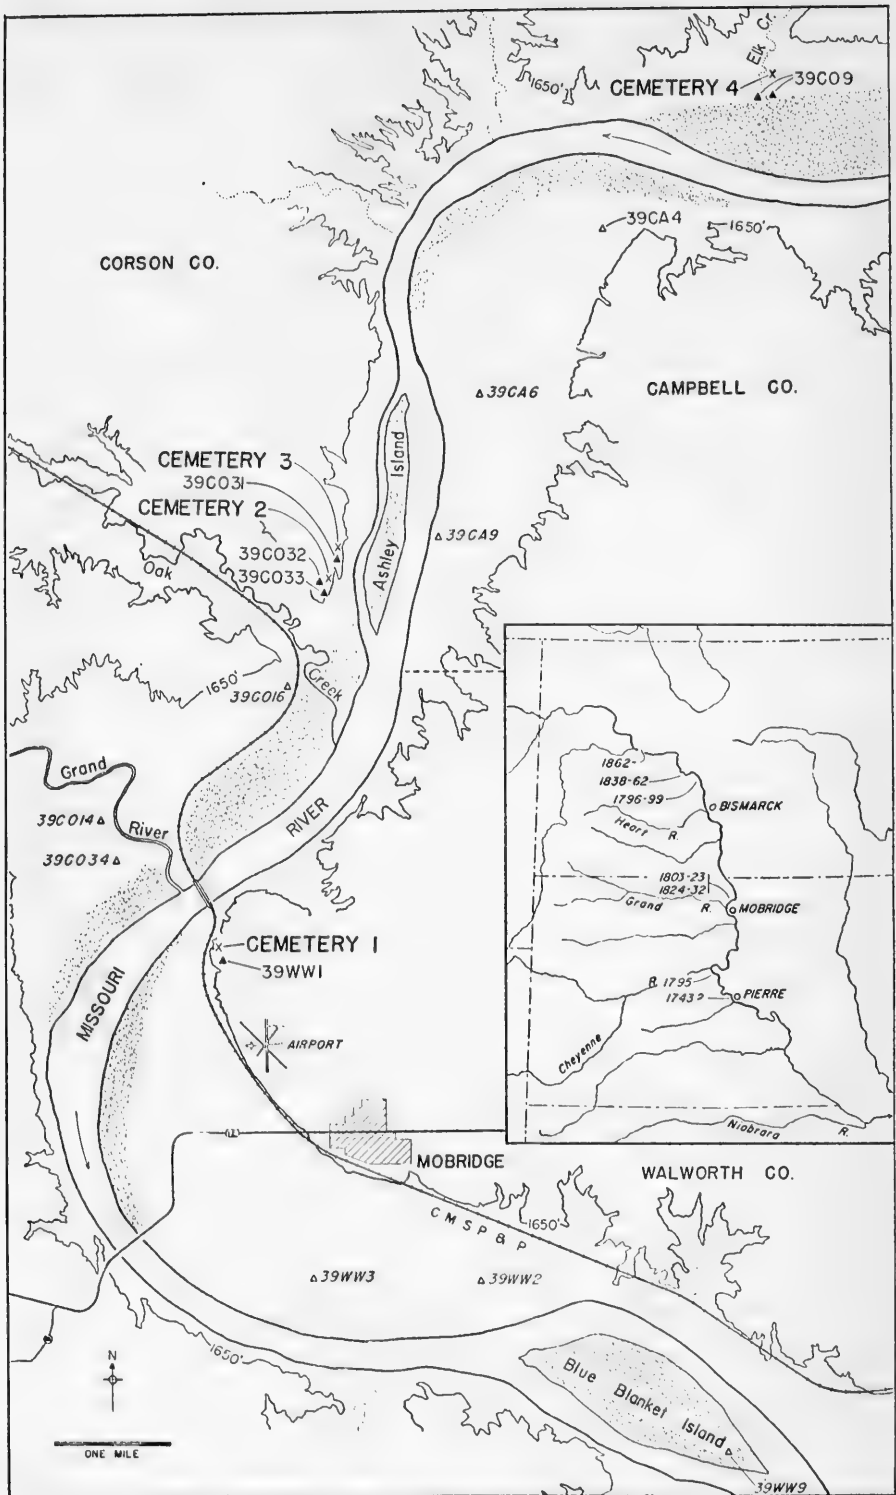 Elk Cr.
1650'
CEMETERY 4
39CO9
39CA4
1650'
CORSON CO.
39CA6
CAMPBELL CO.
CEMETERY 3
39CO31
CEMETERY 2
39CO32
39CO33
Ashley Island
39CA9
Oak
Creek
1650'
39CO16
Grand
River
39CO14
39CO34
RIVER
MISSOURI
CEMETERY 1
39WW1
AIRPORT
1862-
1838-62
1796-99
BISMARCK
Heart R.
1803-23
1824-32
Grand R.
MOBRIDGE
R. 1795
1743?
PIERRE
Cheyenne
Niobrara R.
12
MOBRIDGE
WALWORTH CO.
CMSP&P
1650'
39WW3
39WW2
1650'
N
Blue Blanket Island
ONE MILE
39WW9